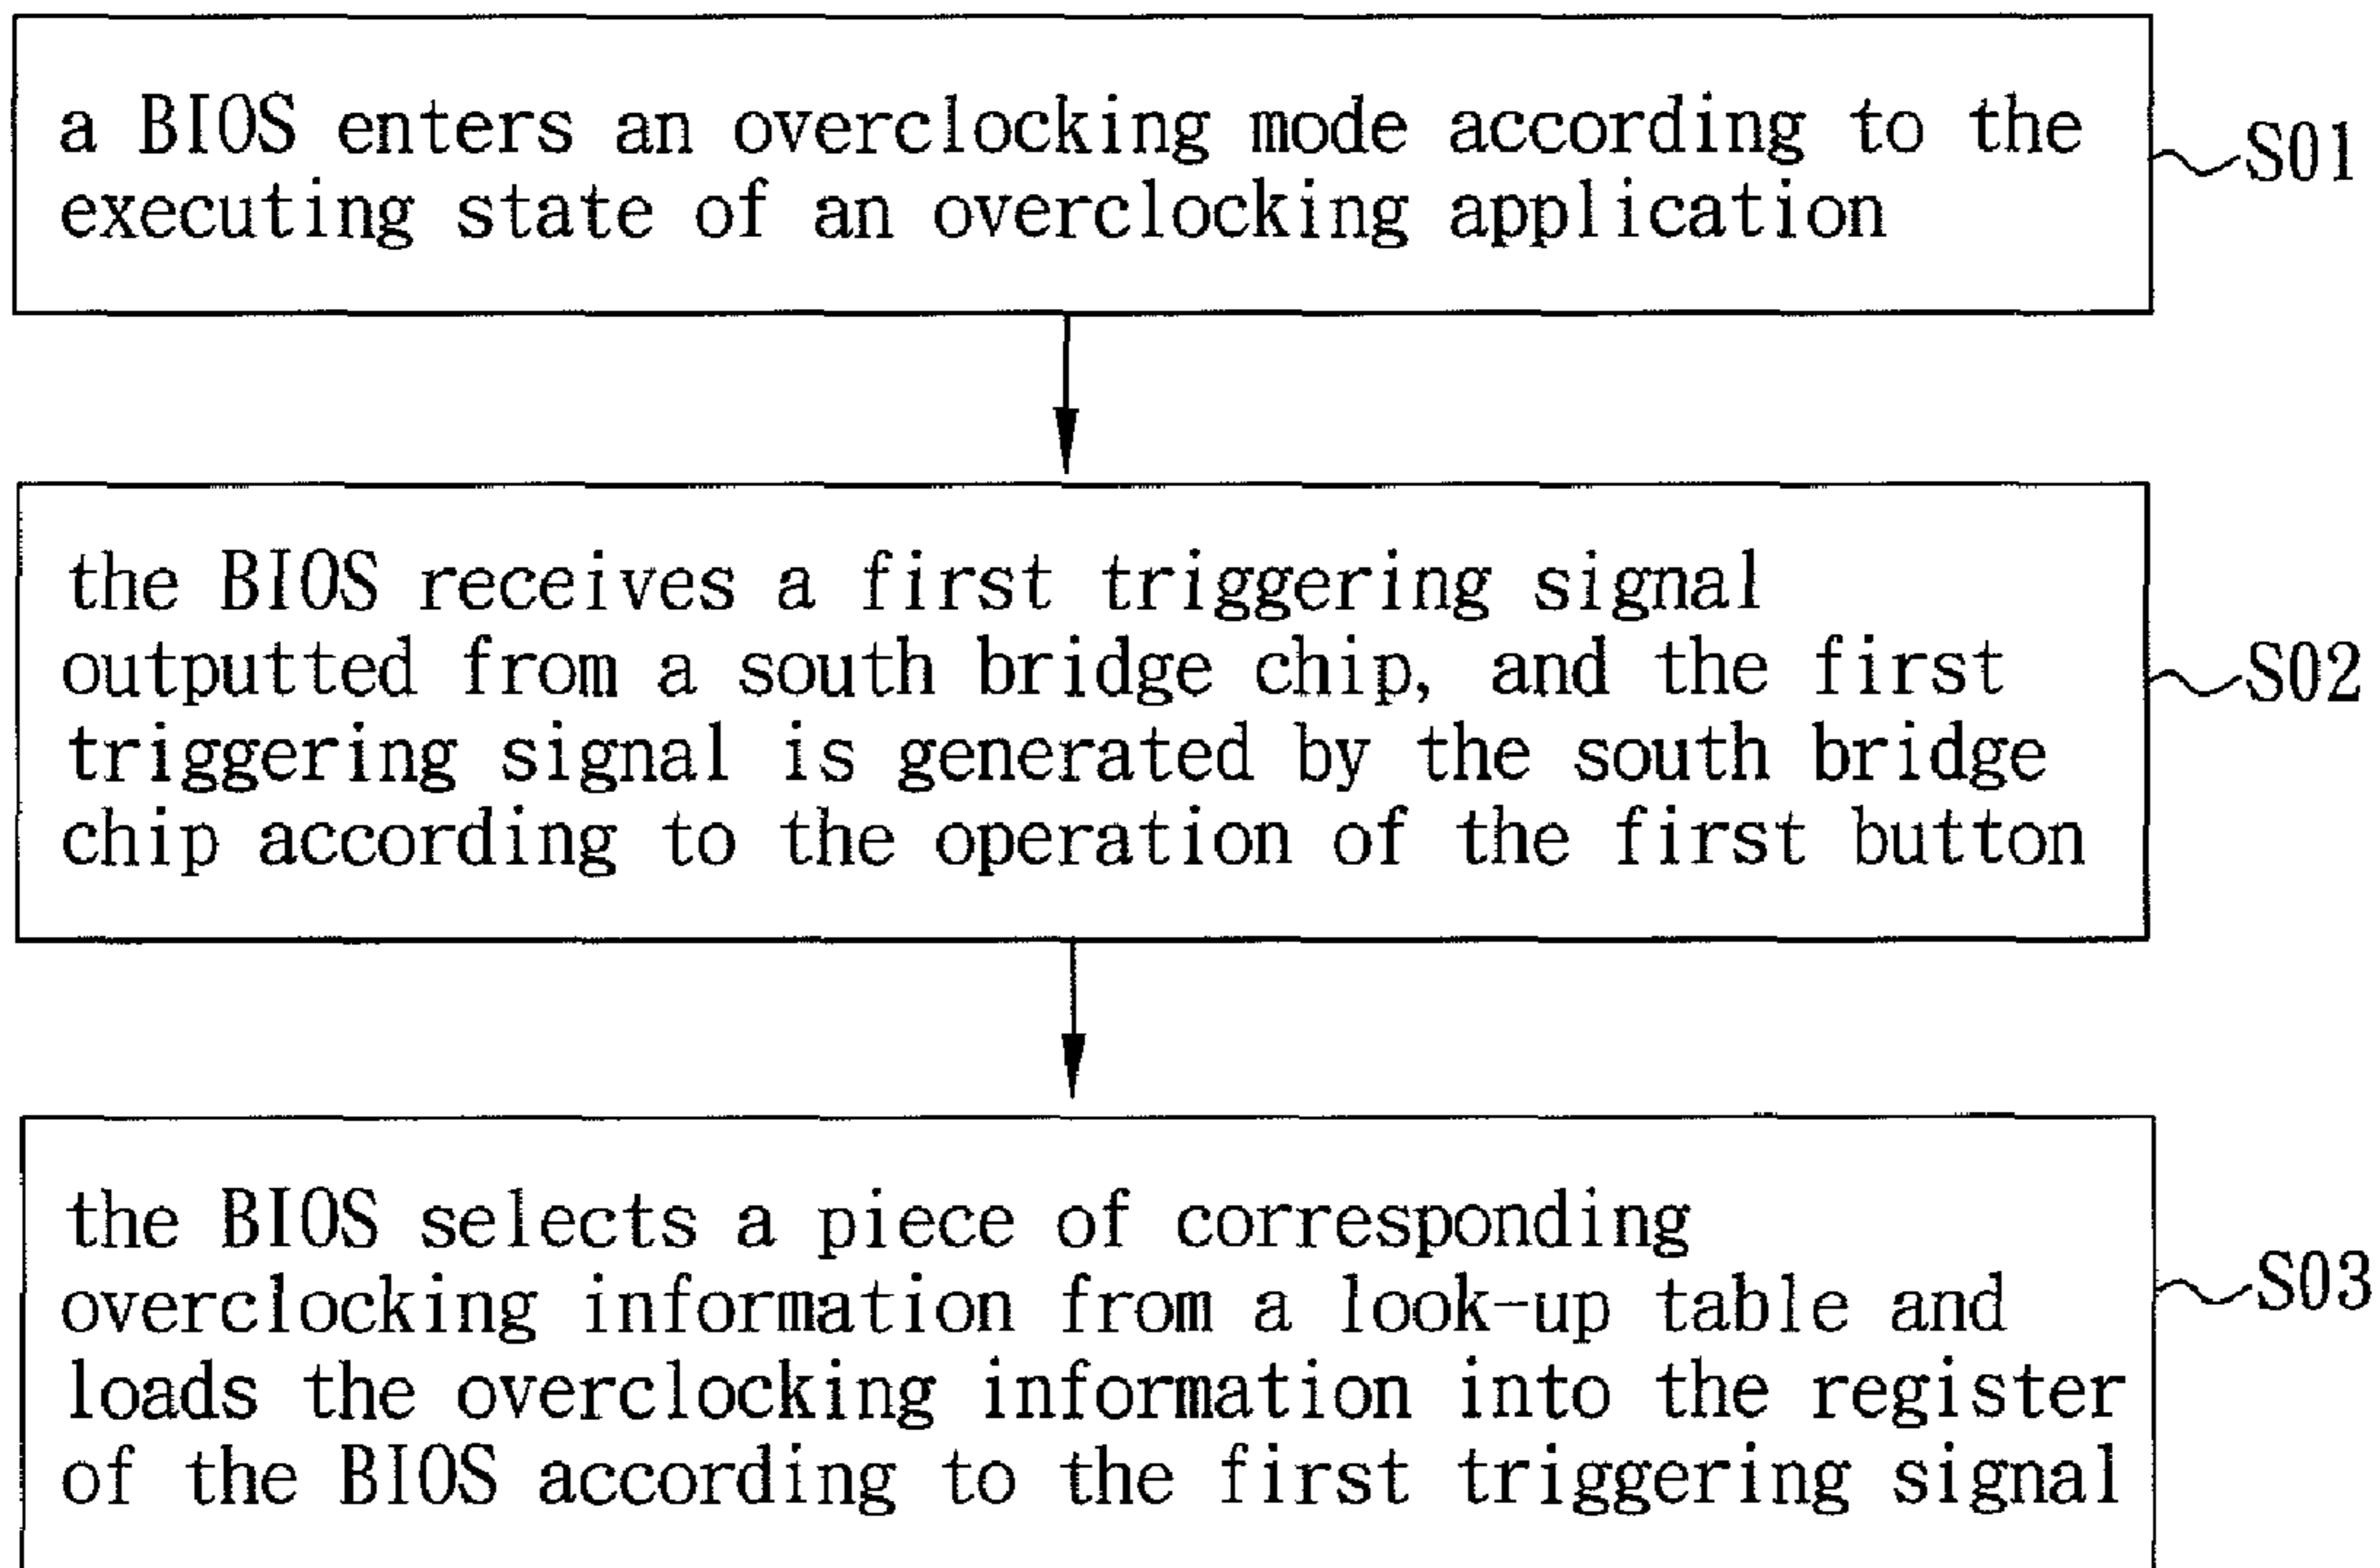 a BIOS enters an overclocking mode according to the
executing state of an overclocking application
S01
the BIOS receives a first triggering signal
outputted from a south bridge chip, and the first
triggering signal is generated by the south bridge
chip according to the operation of the first button
S02
the BIOS selects a piece of corresponding
overclocking information from a look-up table and
loads the overclocking information into the register
of the BIOS according to the first triggering signal
S03